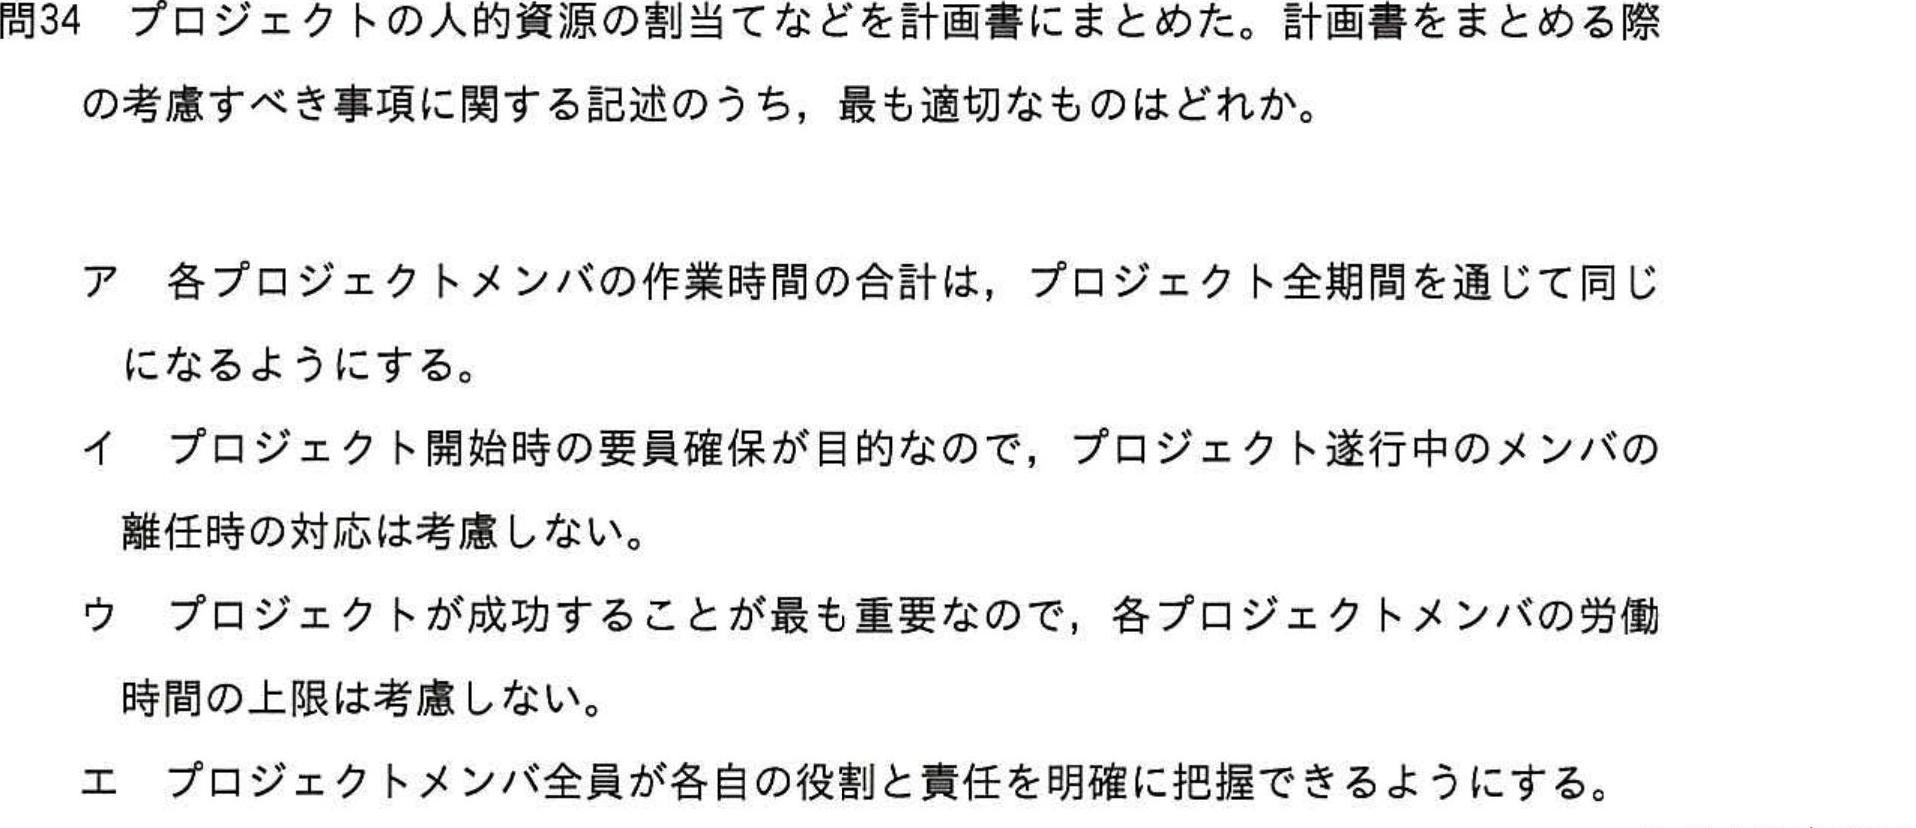 問34　プロジェクトの人的資源の割当てなどを計画書にまとめた。計画書をまとめる際
の考慮すべき事項に関する記述のうち，最も適切なものはどれか。
ア　各プロジェクトメンバの作業時間の合計は，プロジェクト全期間を通じて同じ
になるようにする。
イ　プロジェクト開始時の要員確保が目的なので，プロジェクト遂行中のメンバの
離任時の対応は考慮しない。
ウ　プロジェクトが成功することが最も重要なので，各プロジェクトメンバの労働
時間の上限は考慮しない。
エ　プロジェクトメンバ全員が各自の役割と責任を明確に把握できるようにする。